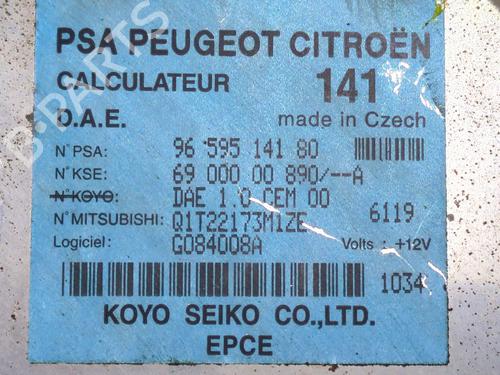 PSA PEUGEOT CITROËN
CALCULATEUR 141
D.A.E. made in Czech
N°PSA: 96 595 141 80
N°KSE: 69 000 00 890/--A
N°KOYO: DAE 1.0 CEM 00
N°MITSUBISHI: Q1T22173M1ZE 6119
Logiciel: G084008A Volts : +12V
1034
KOYO SEIKO CO.,LTD.
EPCE
B-PARTS